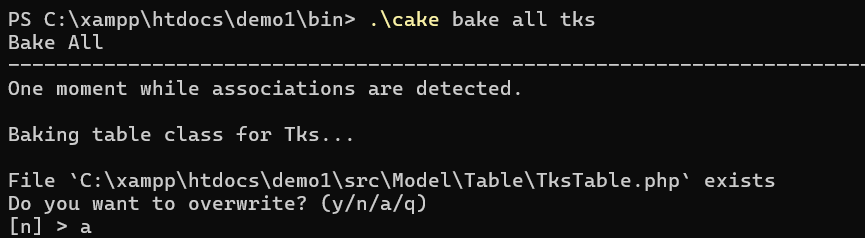 PS C:\xampp\htdocs\demo1\bin> .\cake bake all tks
Bake All
---------------------------------------------------------------
One moment while associations are detected.
Baking table class for Tks...
File `C:\xampp\htdocs\demo1\src\Model\Table\TksTable.php` exists
Do you want to overwrite? (y/n/a/q)
[n] > a